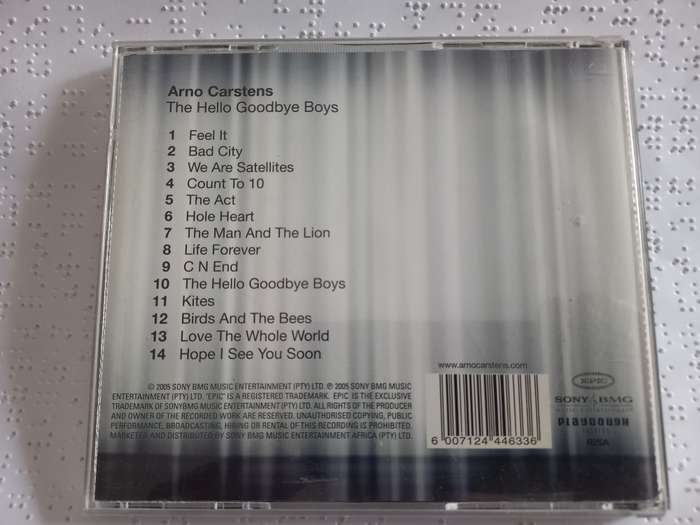 Arno Carstens
The Hello Goodbye Boys
1 Feel It
2 Bad City
3 We Are Satellites
4 Count To 10
5 The Act
6 Hole Heart
7 The Man And The Lion
8 Life Forever
9 C N End
10 The Hello Goodbye Boys
11 Kites
12 Birds And The Bees
13 Love The Whole World
14 Hope I See You Soon
www.arnocarstens.com
© 2005 SONY BMG MUSIC ENTERTAINMENT (PTY) LTD. ℗ 2005 SONY BMG MUSIC
ENTERTAINMENT (PTY) LTD. "EPIC" IS A REGISTERED TRADEMARK. EPIC IS THE EXCLUSIVE
TRADEMARK OF SONYBMG MUSIC ENTERTAINMENT (PTY) LTD. ALL RIGHTS OF THE PRODUCER
AND OWNER OF THE RECORDED WORK ARE RESERVED. UNAUTHORISED COPYING, PUBLIC
PERFORMANCE, BROADCASTING, HIRING OR RENTAL OF THIS RECORDING IS PROHIBITED.
MARKETED AND DISTRIBUTED BY SONY BMG MUSIC ENTERTAINMENT AFRICA (PTY) LTD.
6 007124 446336
EPIC
SONY BMG
MUSIC ENTERTAINMENT
PLAYDOUGH
RISA